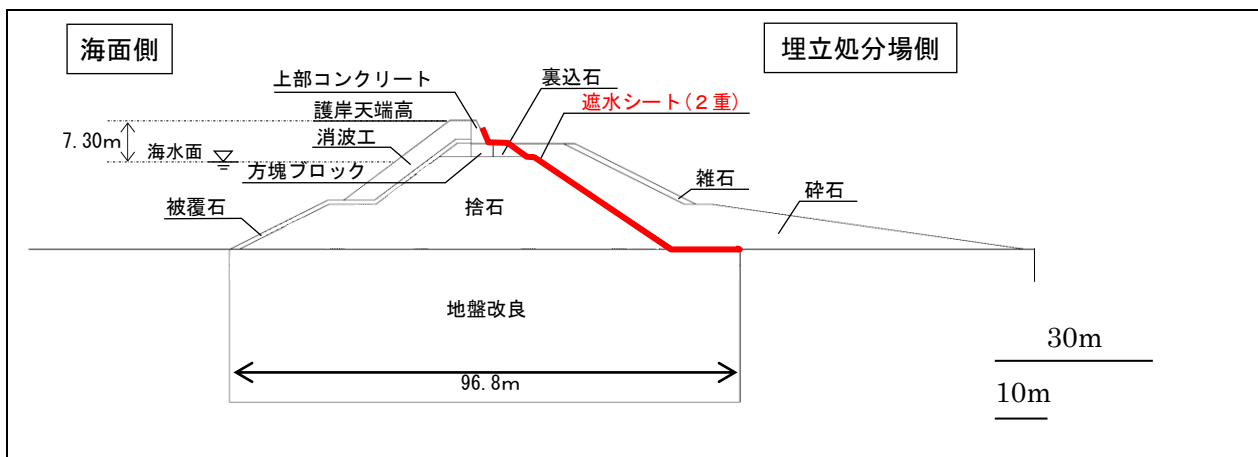 海面側
埋立処分場側
上部コンクリート
裏込石
護岸天端高
遮水シート(2重)
7.30m
消波工
海水面
方塊ブロック
雑石
砕石
被覆石
捨石
地盤改良
30m
96.8m
10m